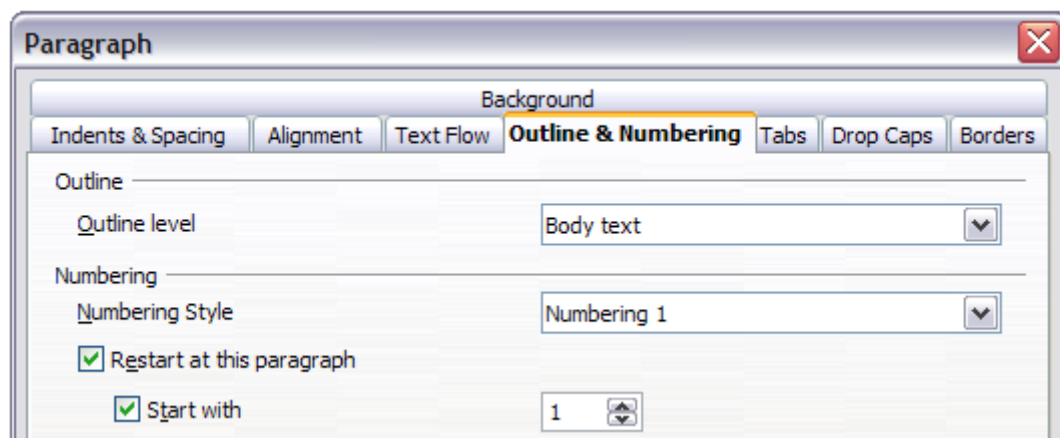 Paragraph
Background
Indents & Spacing Alignment Text Flow Outline & Numbering Tabs Drop Caps Borders
Outline
Outline level Body text
Numbering
Numbering Style Numbering 1
Restart at this paragraph
Start with 1